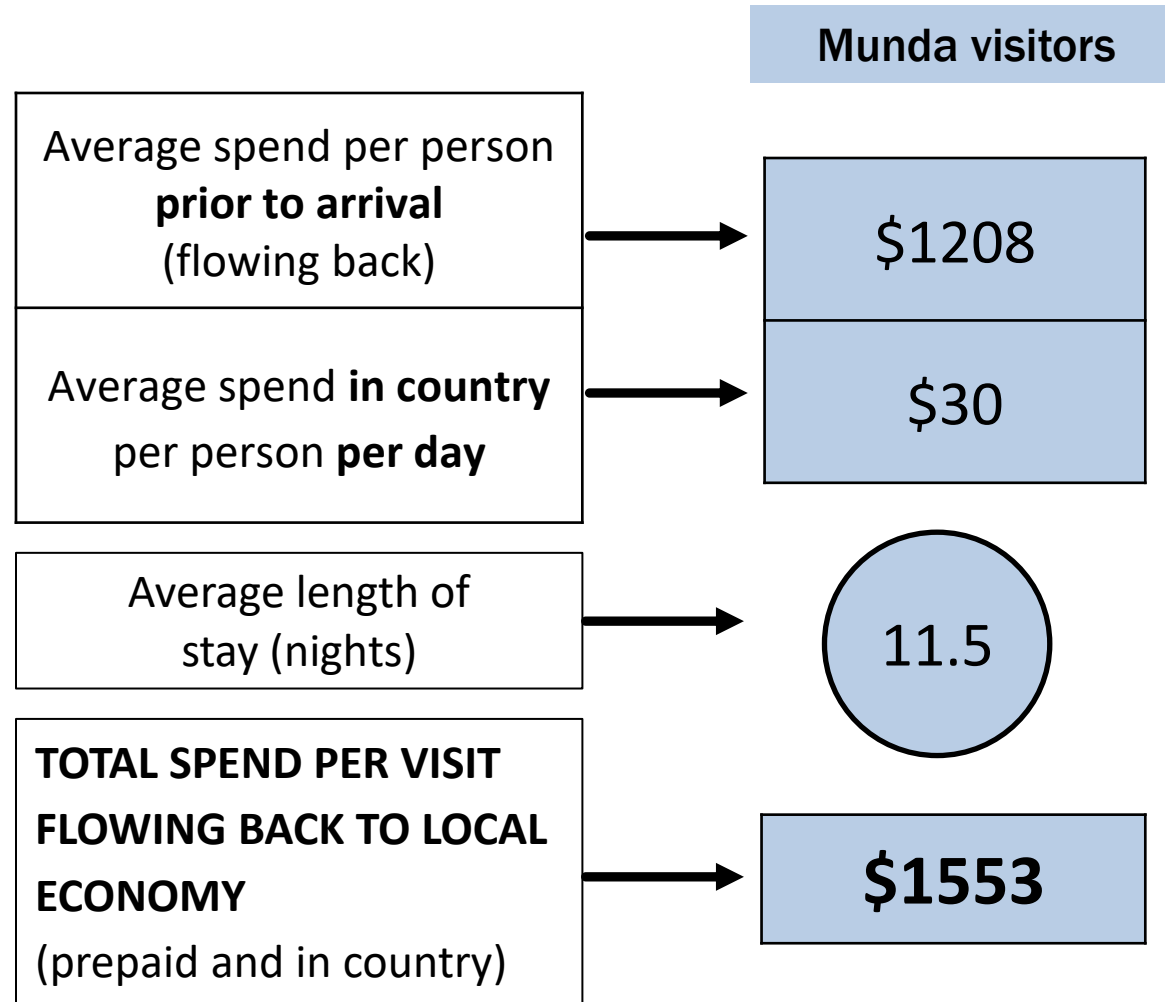 Munda visitors
Average spend per person
prior to arrival
(flowing back)
$1208
Average spend in country
per person per day
$30
Average length of
stay (nights)
11.5
TOTAL SPEND PER VISIT
FLOWING BACK TO LOCAL
ECONOMY
(prepaid and in country)
$1553